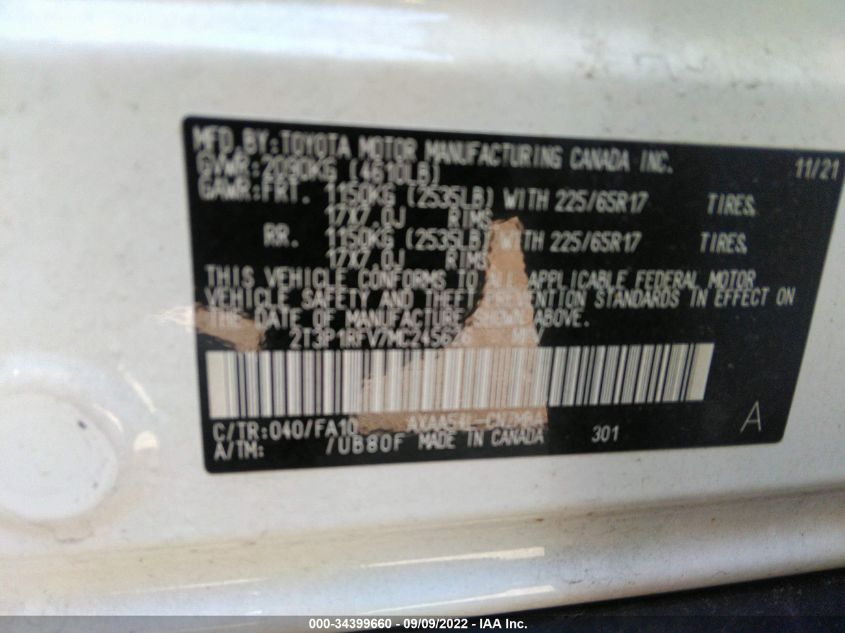 MFD. BY: TOYOTA MOTOR MANUFACTURING CANADA INC. 11/21
GVWR: 2090KG (4610LB)
GAWR: FRT. 1150KG (2535LB) WITH 225/65R17 TIRES,
17X7.0J RIMS
RR. 1150KG (2535LB) WITH 225/65R17 TIRES,
17X7.0J RIMS
THIS VEHICLE CONFORMS TO ALL APPLICABLE FEDERAL MOTOR
VEHICLE SAFETY AND THEFT PREVENTION STANDARDS IN EFFECT ON
THE DATE OF MANUFACTURE SHOWN ABOVE.
C/TR: 040/FA10
A/TM: /UB80F MADE IN CANADA 301 A
000-34399660 - 09/09/2022 - IAA Inc.